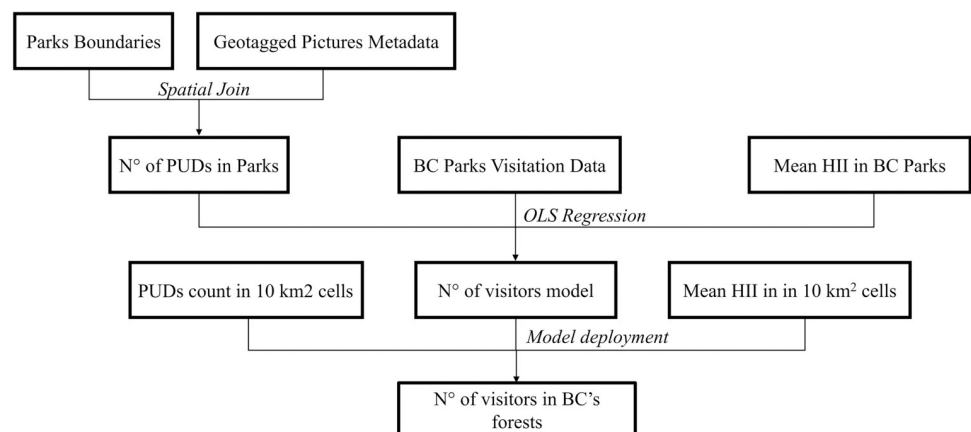 Parks Boundaries
Geotagged Pictures Metadata
Spatial Join
N° of PUDs in Parks
BC Parks Visitation Data
Mean HII in BC Parks
OLS Regression
PUDs count in 10 km2 cells
N° of visitors model
Mean HII in in 10 km² cells
Model deployment
N° of visitors in BC's
forests